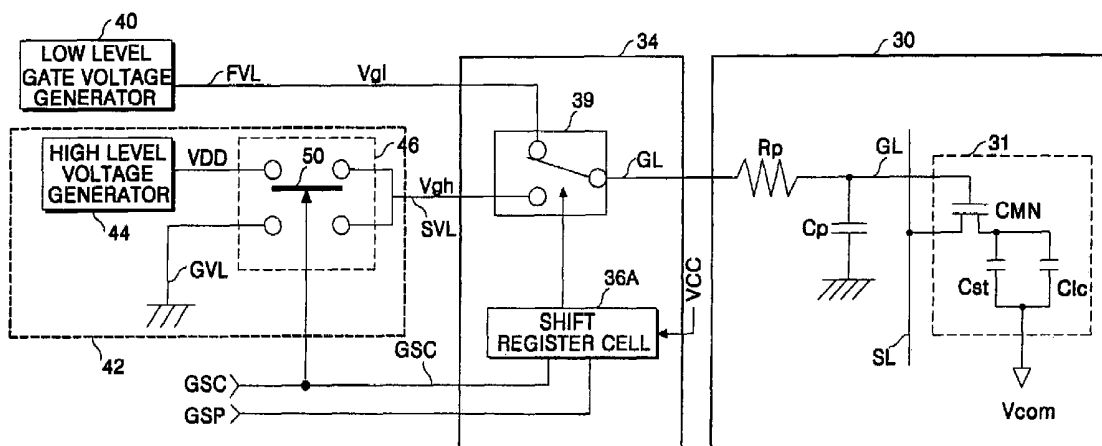 40
LOW LEVEL
GATE VOLTAGE
GENERATOR
FVL
Vgl
34
30
39
GL
Rp
GL
31
HIGH LEVEL
VOLTAGE
GENERATOR
VDD
50
46
Vgh
SVL
44
GVL
Cp
CMN
Cst
Clc
36A
VCC
SHIFT
REGISTER CELL
42
GSC
GSC
GSP
SL
Vcom